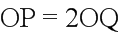 OP = 2OQ